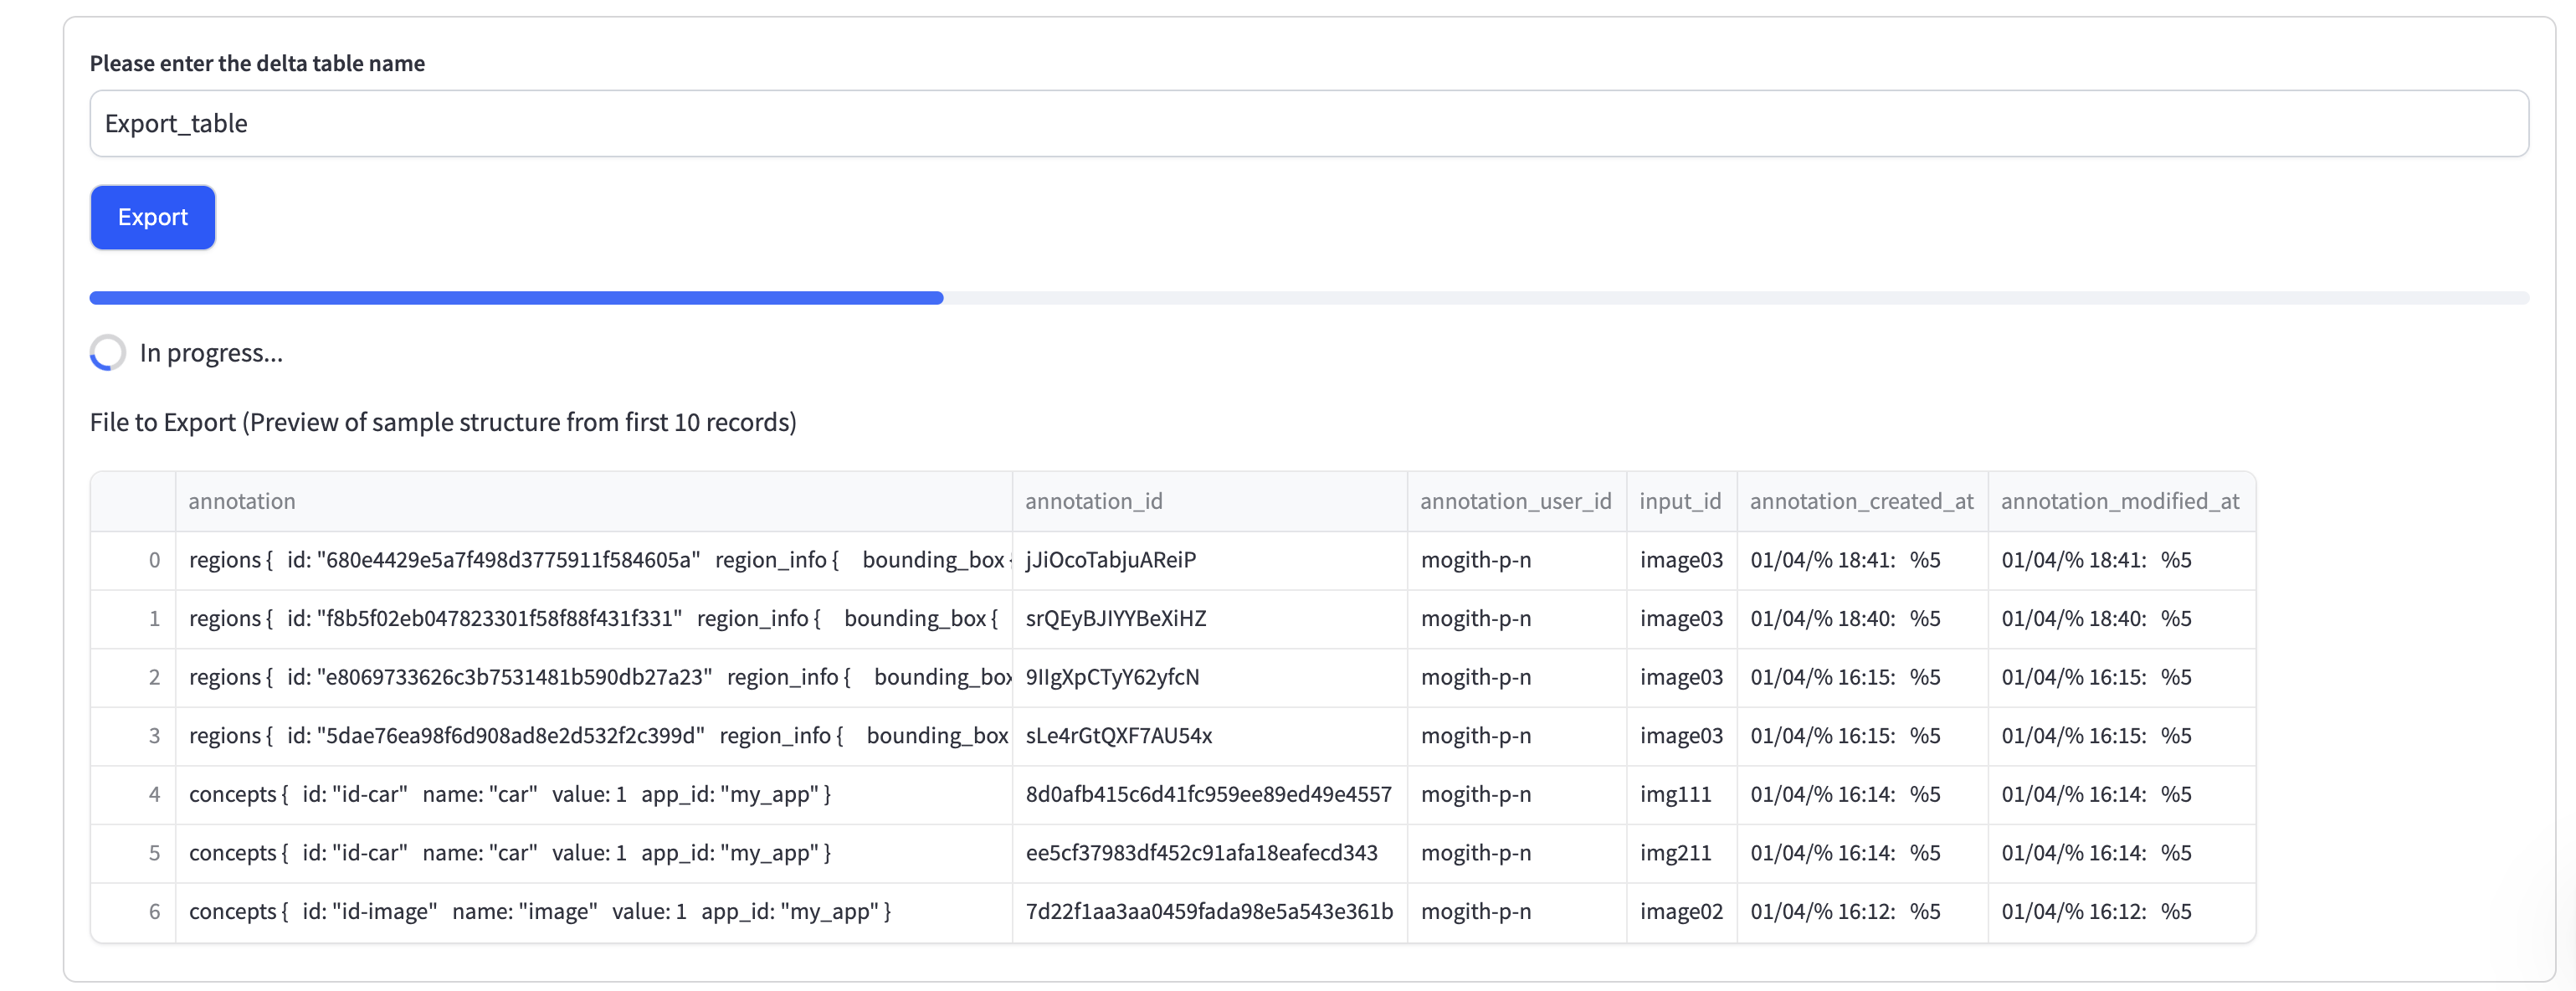 Please enter the delta table name
Export_table
Export
In progress...
File to Export (Preview of sample structure from first 10 records)
annotation annotation_id annotation_user_id input_id annotation_created_at annotation_modified_at
0 regions { id: "680e4429e5a7f498d3775911f584605a" region_info { bounding_box { jJiOcoTabjuAReiP mogith-p-n image03 01/04/% 18:41: %5 01/04/% 18:41: %5
1 regions { id: "f8b5f02eb047823301f58f88f431f331" region_info { bounding_box { srQEyBJIYYBeXiHZ mogith-p-n image03 01/04/% 18:40: %5 01/04/% 18:40: %5
2 regions { id: "e8069733626c3b7531481b590db27a23" region_info { bounding_box 9IIgXpCTyY62yfcN mogith-p-n image03 01/04/% 16:15: %5 01/04/% 16:15: %5
3 regions { id: "5dae76ea98f6d908ad8e2d532f2c399d" region_info { bounding_box sLe4rGtQXF7AU54x mogith-p-n image03 01/04/% 16:15: %5 01/04/% 16:15: %5
4 concepts { id: "id-car" name: "car" value: 1 app_id: "my_app" } 8d0afb415c6d41fc959ee89ed49e4557 mogith-p-n img111 01/04/% 16:14: %5 01/04/% 16:14: %5
5 concepts { id: "id-car" name: "car" value: 1 app_id: "my_app" } ee5cf37983df452c91afa18eafecd343 mogith-p-n img211 01/04/% 16:14: %5 01/04/% 16:14: %5
6 concepts { id: "id-image" name: "image" value: 1 app_id: "my_app" } 7d22f1aa3aa0459fada98e5a543e361b mogith-p-n image02 01/04/% 16:12: %5 01/04/% 16:12: %5